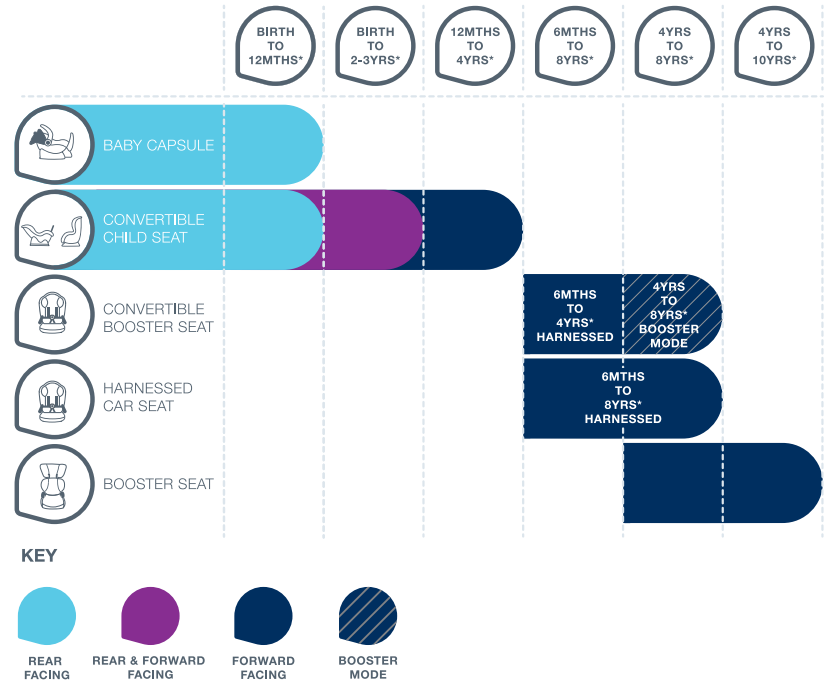 BIRTH
TO
12MTHS*
BIRTH
TO
2-3YRS*
12MTHS
TO
4YRS*
6MTHS
TO
8YRS*
4YRS
TO
8YRS*
4YRS
TO
10YRS*
BABY CAPSULE
CONVERTIBLE
CHILD SEAT
CONVERTIBLE
BOOSTER SEAT
6MTHS
TO
4YRS*
HARNESSED
4YRS
TO
8YRS*
BOOSTER
MODE
HARNESSED
CAR SEAT
6MTHS
TO
8YRS*
HARNESSED
BOOSTER SEAT
KEY
REAR
FACING
REAR & FORWARD
FACING
FORWARD
FACING
BOOSTER
MODE